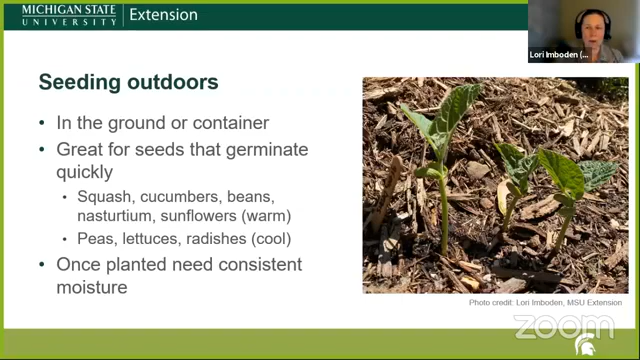 MICHIGAN STATE
UNIVERSITY
Extension
Lori Imboden (...
Seeding outdoors
• In the ground or container
• Great for seeds that germinate
quickly
• Squash, cucumbers, beans,
nasturtium, sunflowers (warm)
• Peas, lettuces, radishes (cool)
• Once planted need consistent
moisture
Photo credit: Lori Imboden, MSU Extension
zoom